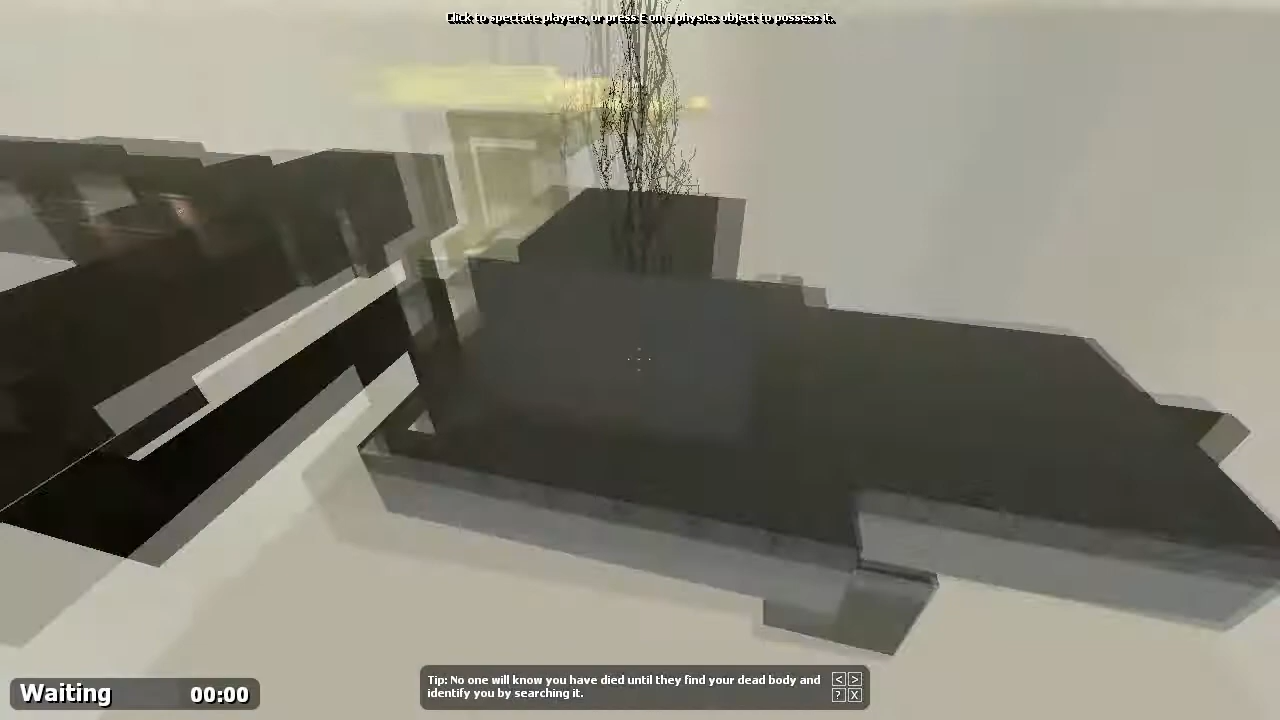 Click to spectate players, or press E on a physics object to possess it.
Waiting 00:00
Tip: No one will know you have died until they find your dead body and
identify you by searching it.
< >
? X